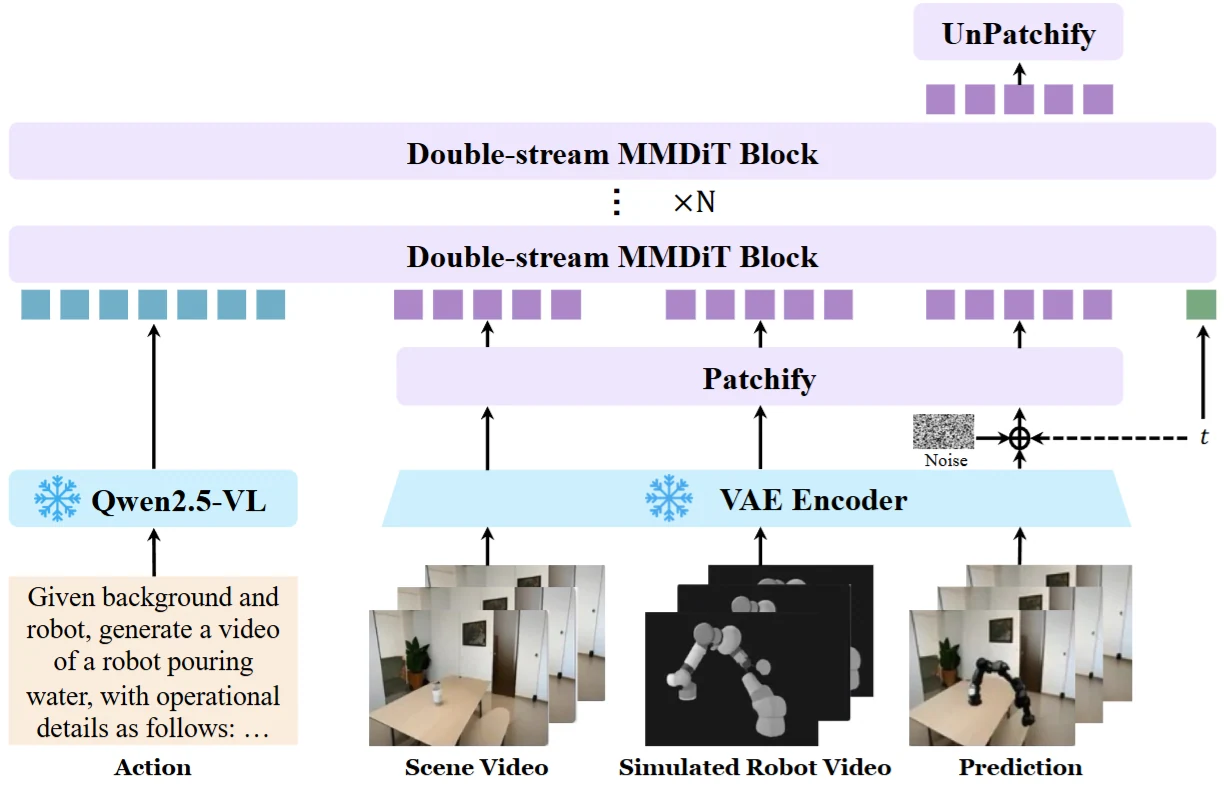 UnPatchify
Double-stream MMDiT Block
⋮ ×N
Double-stream MMDiT Block
Patchify
Noise
t
Qwen2.5-VL
VAE Encoder
Given background and
robot, generate a video
of a robot pouring
water, with operational
details as follows: …
Action
Scene Video
Simulated Robot Video
Prediction